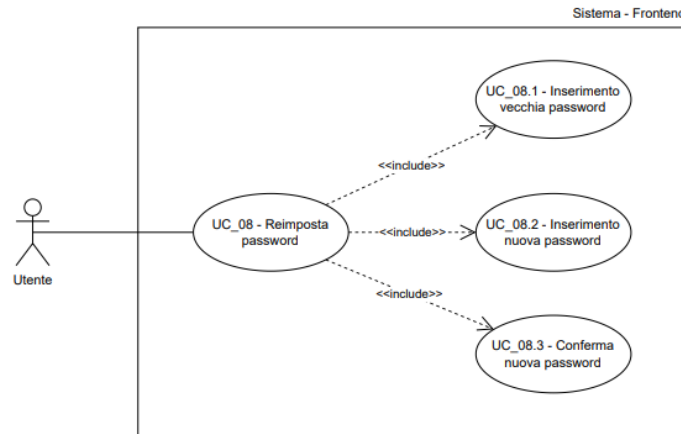 Sistema - Frontend
UC_08.1 - Inserimento
vecchia password
<<include>>
UC_08 - Reimposta
password
<<include>>
UC_08.2 - Inserimento
nuova password
Utente
<<include>>
UC_08.3 - Conferma
nuova password